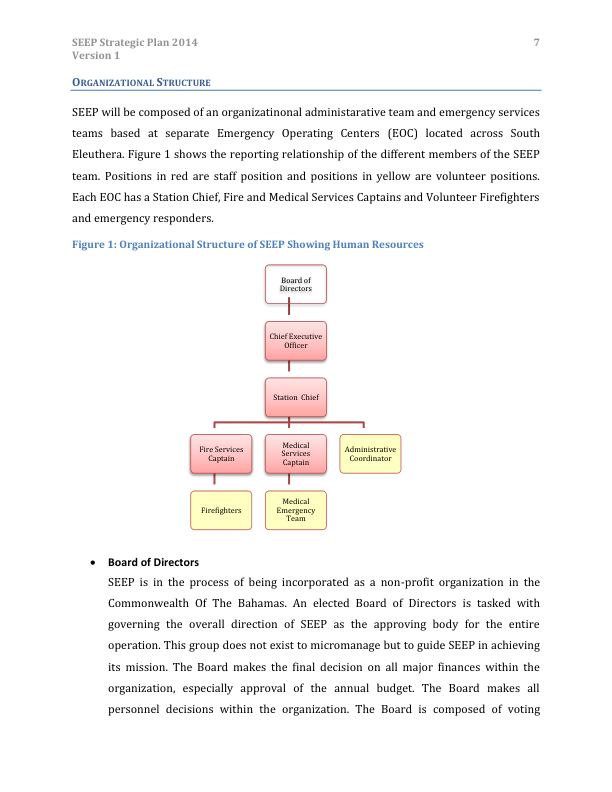 SEEP Strategic Plan 2014 7
Version 1
ORGANIZATIONAL STRUCTURE
SEEP will be composed of an organizatinonal administarative team and emergency services
teams based at separate Emergency Operating Centers (EOC) located across South
Eleuthera. Figure 1 shows the reporting relationship of the different members of the SEEP
team. Positions in red are staff position and positions in yellow are volunteer positions.
Each EOC has a Station Chief, Fire and Medical Services Captains and Volunteer Firefighters
and emergency responders.
Figure 1: Organizational Structure of SEEP Showing Human Resources
Board of
Directors
Chief Executive
Officer
Station Chief
Fire Services
Captain
Medical
Services
Captain
Administrative
Coordinator
Firefighters
Medical
Emergency
Team
• Board of Directors
SEEP is in the process of being incorporated as a non-profit organization in the
Commonwealth Of The Bahamas. An elected Board of Directors is tasked with
governing the overall direction of SEEP as the approving body for the entire
operation. This group does not exist to micromanage but to guide SEEP in achieving
its mission. The Board makes the final decision on all major finances within the
organization, especially approval of the annual budget. The Board makes all
personnel decisions within the organization. The Board is composed of voting